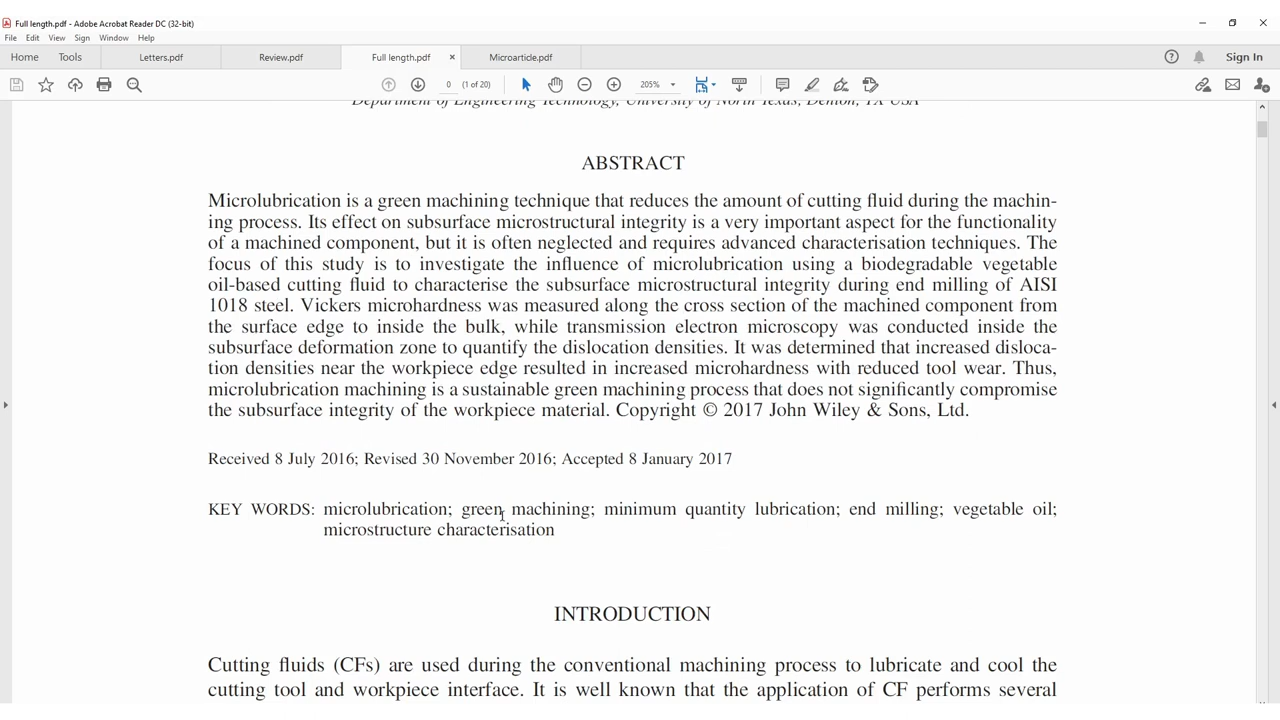 Full length.pdf - Adobe Acrobat Reader DC (32-bit)
File Edit View Sign Window Help
Home Tools Letters.pdf Review.pdf Full length.pdf × Microarticle.pdf Sign In
0 (1 of 20) 205%
Department of Engineering Technology, University of North Texas, Denton, TX USA
ABSTRACT
Microlubrication is a green machining technique that reduces the amount of cutting fluid during the machin-
ing process. Its effect on subsurface microstructural integrity is a very important aspect for the functionality
of a machined component, but it is often neglected and requires advanced characterisation techniques. The
focus of this study is to investigate the influence of microlubrication using a biodegradable vegetable
oil-based cutting fluid to characterise the subsurface microstructural integrity during end milling of AISI
1018 steel. Vickers microhardness was measured along the cross section of the machined component from
the surface edge to inside the bulk, while transmission electron microscopy was conducted inside the
subsurface deformation zone to quantify the dislocation densities. It was determined that increased disloca-
tion densities near the workpiece edge resulted in increased microhardness with reduced tool wear. Thus,
microlubrication machining is a sustainable green machining process that does not significantly compromise
the subsurface integrity of the workpiece material. Copyright © 2017 John Wiley & Sons, Ltd.
Received 8 July 2016; Revised 30 November 2016; Accepted 8 January 2017
KEY WORDS: microlubrication; green machining; minimum quantity lubrication; end milling; vegetable oil;
microstructure characterisation
INTRODUCTION
Cutting fluids (CFs) are used during the conventional machining process to lubricate and cool the
cutting tool and workpiece interface. It is well known that the application of CF performs several